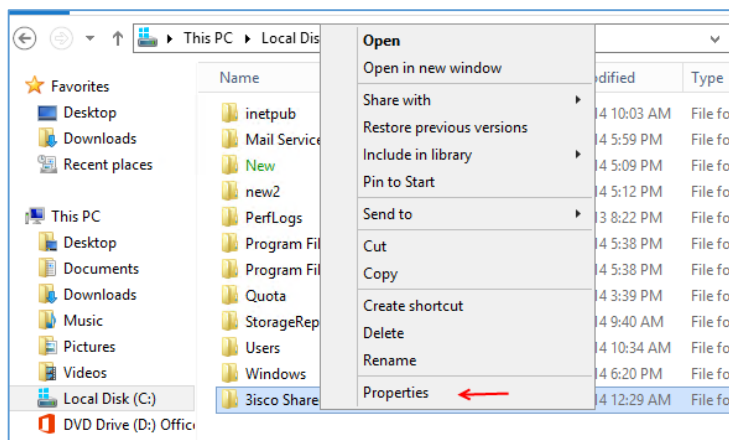 This PC Local Dis
Favorites
Desktop
Downloads
Recent places
This PC
Desktop
Documents
Downloads
Music
Pictures
Videos
Local Disk (C:)
DVD Drive (D:) Offic
Name
inetpub
Mail Service
New
new2
PerfLogs
Program Fil
Program Fil
Quota
StorageRep
Users
Windows
3isco Share
Open
Open in new window
Share with
Restore previous versions
Include in library
Pin to Start
Send to
Cut
Copy
Create shortcut
Delete
Rename
Properties
dified Type
14 10:03 AM File fo
14 5:59 PM File fo
14 5:09 PM File fo
14 5:12 PM File fo
13 8:22 PM File fo
14 5:38 PM File fo
14 5:38 PM File fo
14 3:39 PM File fo
14 9:40 AM File fo
14 10:34 AM File fo
14 6:20 PM File fo
14 12:29 AM File fo